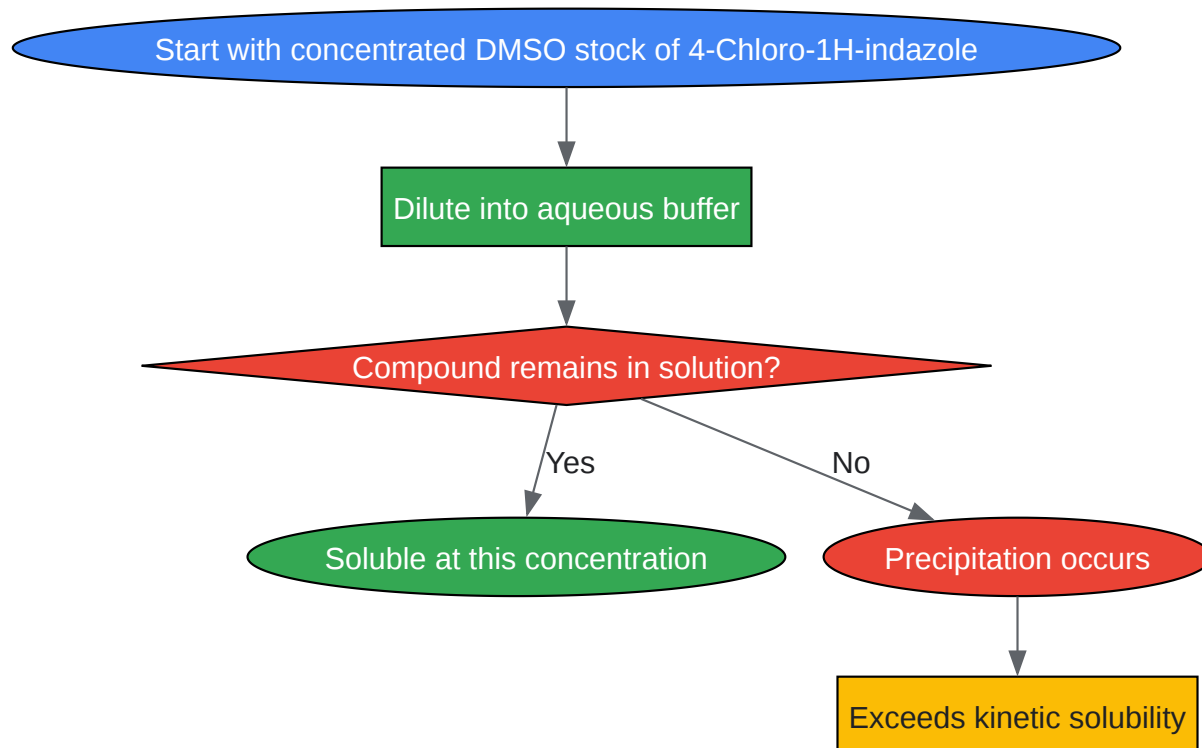 Start with concentrated DMSO stock of 4-Chloro-1H-indazole
Dilute into aqueous buffer
Compound remains in solution?
Yes
No
Soluble at this concentration
Precipitation occurs
Exceeds kinetic solubility